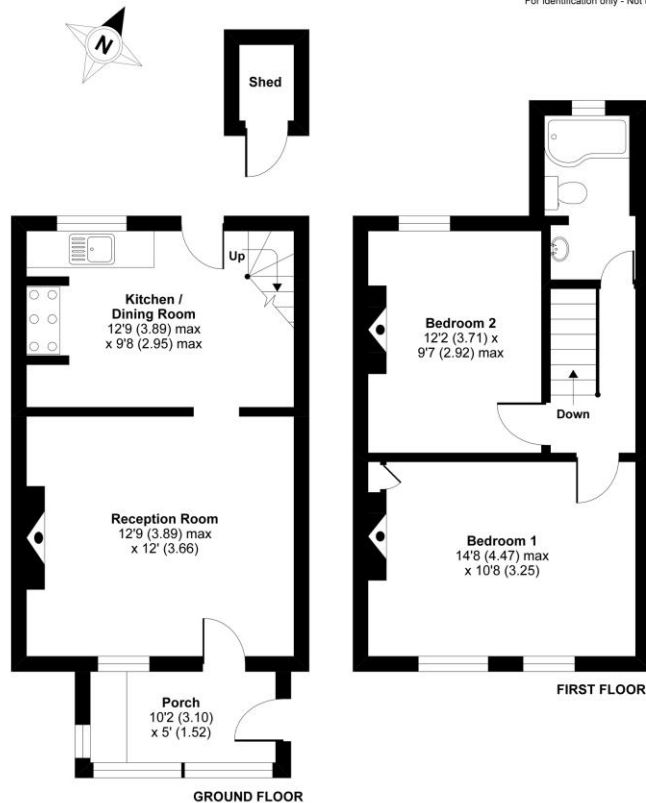 For identification only - Not
N
Shed
Up
Kitchen /
Dining Room
12'9 (3.89) max
x 9'8 (2.95) max
Reception Room
12'9 (3.89) max
x 12' (3.66)
Porch
10'2 (3.10)
x 5' (1.52)
GROUND FLOOR
Bedroom 2
12'2 (3.71) x
9'7 (2.92) max
Down
Bedroom 1
14'8 (4.47) max
x 10'8 (3.25)
FIRST FLOOR